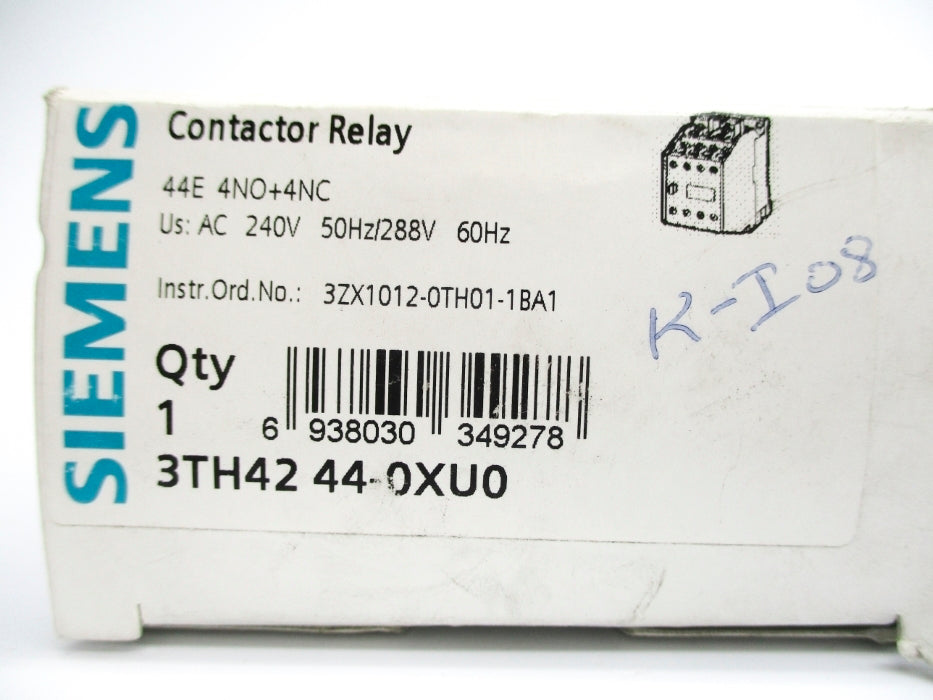 SIEMENS
Contactor Relay
44E 4NO+4NC
Us: AC 240V 50Hz/288V 60Hz
Instr.Ord.No.: 3ZX1012-0TH01-1BA1
K-I08
Qty
1
6 938030 349278
3TH42 44-0XU0